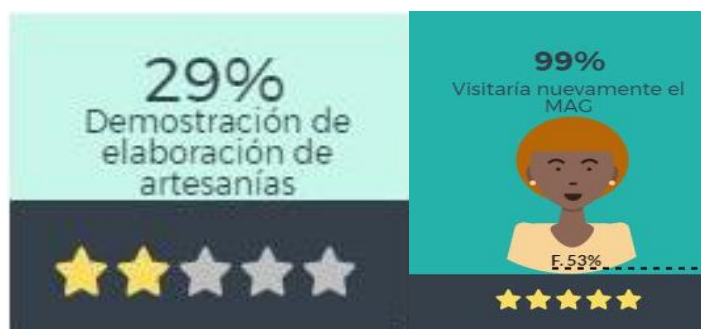 29%
Demostración de
elaboración de
artesanías
99%
Visitaría nuevamente el
MAG
F. 53%